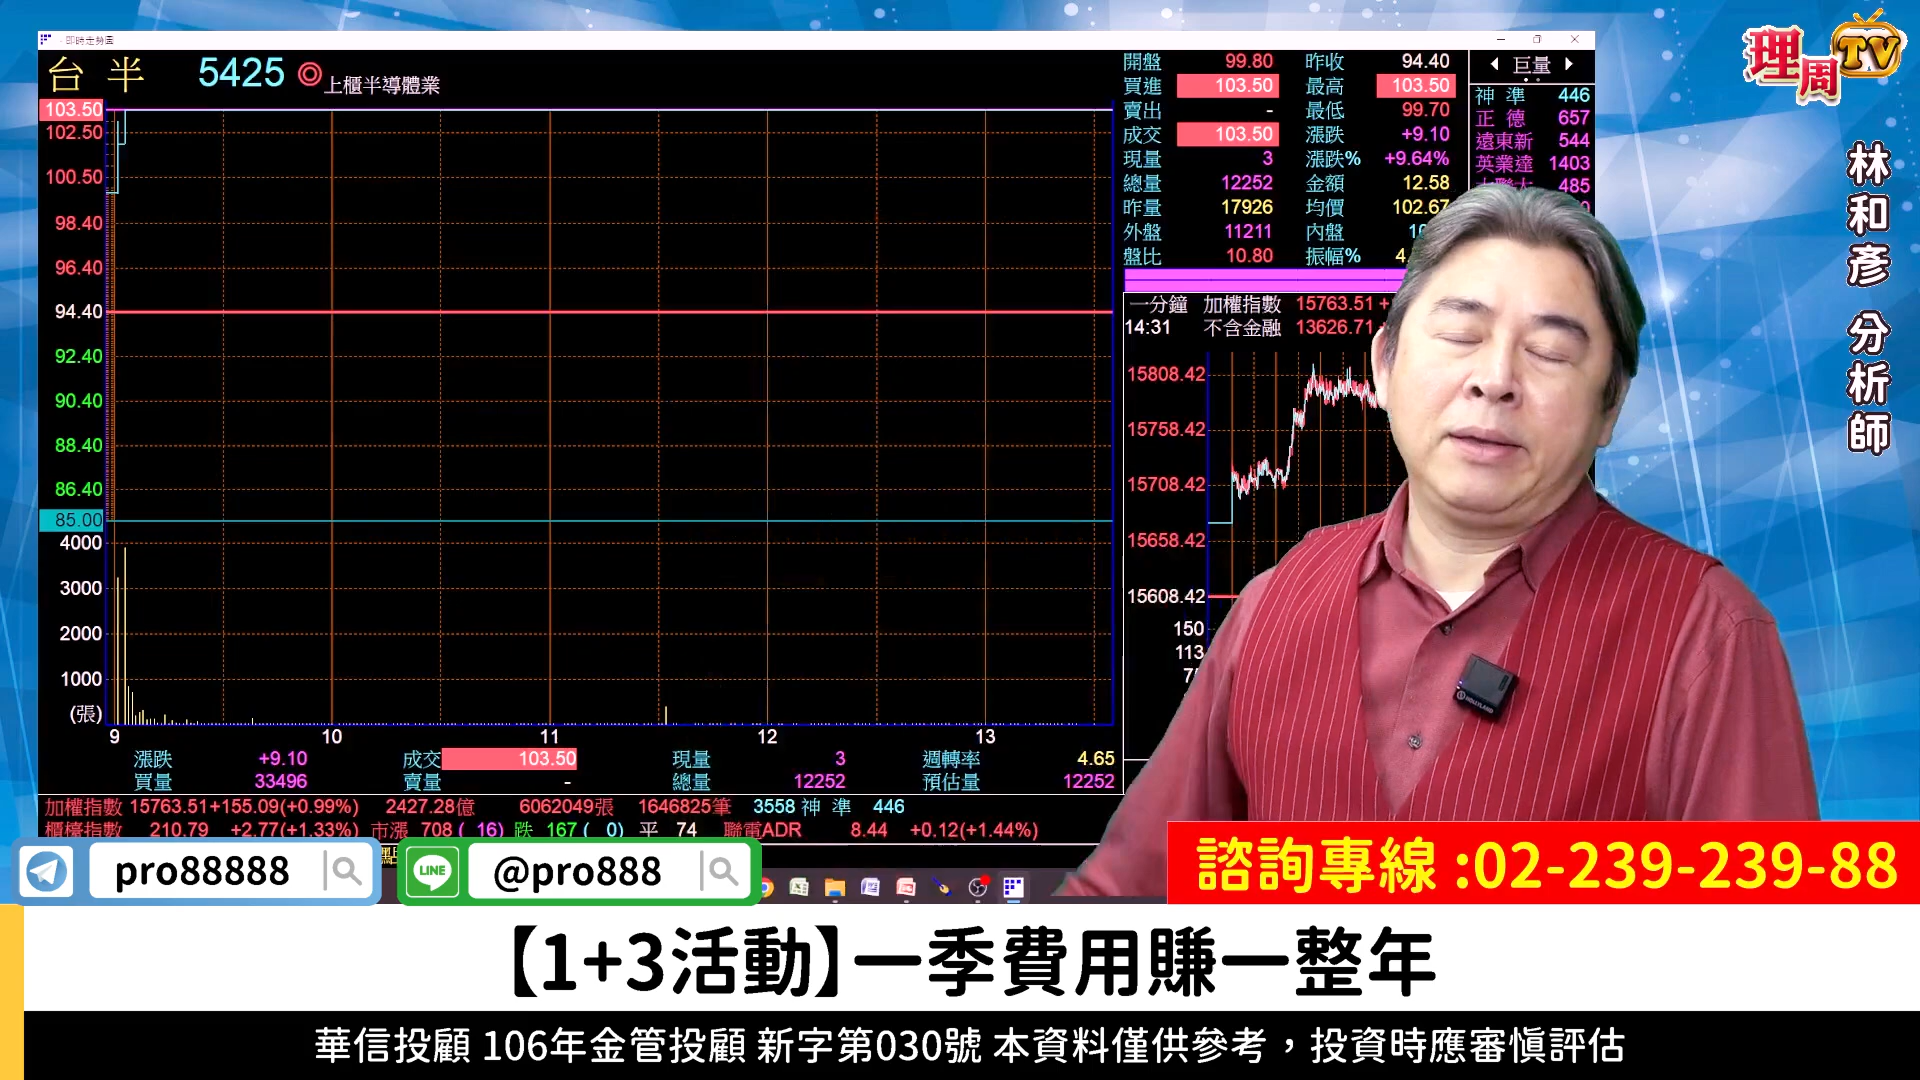 即時走勢圖
台半 5425 ◎ 上櫃半導體業
103.50
102.50
100.50
98.40
96.40
94.40
92.40
90.40
88.40
86.40
85.00
4000
3000
2000
1000
(張)
9 10 11 12 13
漲跌 +9.10 成交 103.50 現量 3 週轉率 4.65
買量 33496 賣量 - 總量 12252 預估量 12252
開盤 99.80 昨收 94.40
買進 103.50 最高 103.50
賣出 - 最低 99.70
成交 103.50 漲跌 +9.10
現量 3 漲跌% +9.64%
總量 12252 金額 12.58
昨量 17926 均價 102.67
外盤 11211 內盤
盤比 10.80 振幅%
巨量
神準 446
正德 657
遠東新 544
英業達 1403
485
一分鐘 加權指數 15763.51
14:31 不含金融 13626.71
15808.42
15758.42
15708.42
15658.42
15608.42
150
113
加權指數 15763.51 +155.09(+0.99%) 2427.28億 6062049張 1646825筆 3558 神準 446
櫃檯指數 210.79 +2.77(+1.33%) 市漲 708 ( 16) 跌 167 ( 0) 平 74 聯電ADR 8.44 +0.12(+1.44%)
理周TV
林和彥 分析師
HOLLYLAND
pro88888
LINE @pro888
諮詢專線:02-239-239-88
【1+3活動】一季費用賺一整年
華信投顧 106年金管投顧 新字第030號 本資料僅供參考，投資時應審慎評估